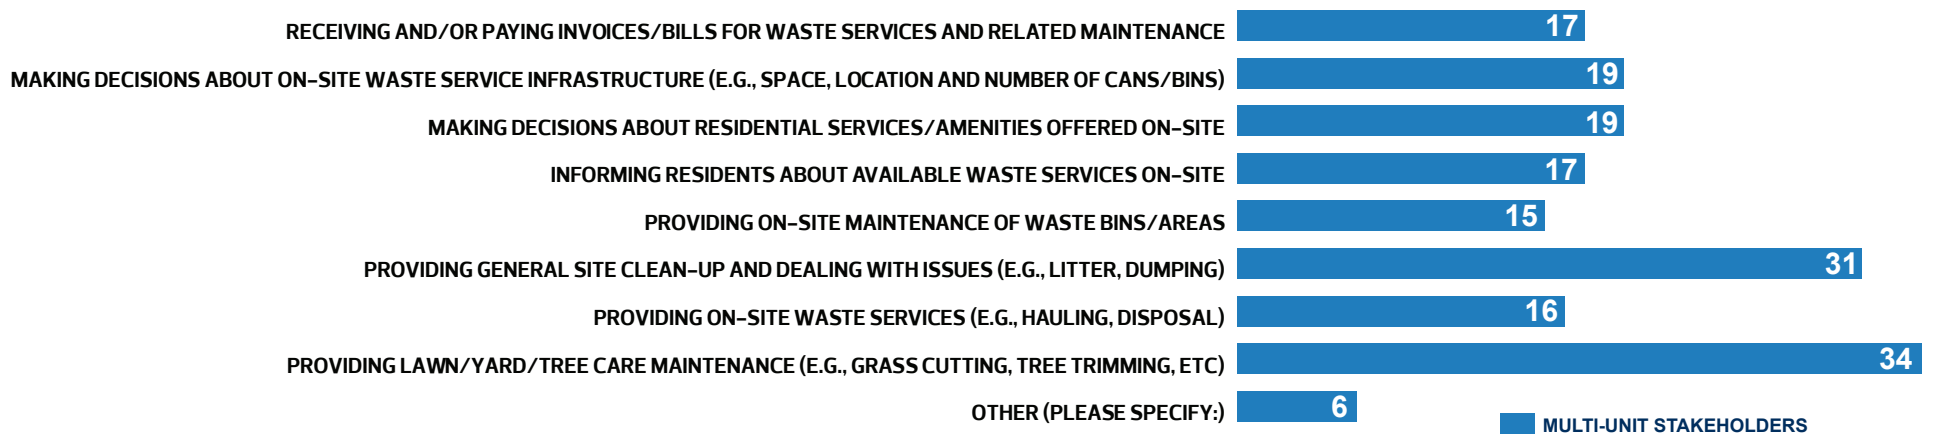 RECEIVING AND/OR PAYING INVOICES/BILLS FOR WASTE SERVICES AND RELATED MAINTENANCE 17
MAKING DECISIONS ABOUT ON-SITE WASTE SERVICE INFRASTRUCTURE (E.G., SPACE, LOCATION AND NUMBER OF CANS/BINS) 19
MAKING DECISIONS ABOUT RESIDENTIAL SERVICES/AMENITIES OFFERED ON-SITE 19
INFORMING RESIDENTS ABOUT AVAILABLE WASTE SERVICES ON-SITE 17
PROVIDING ON-SITE MAINTENANCE OF WASTE BINS/AREAS 15
PROVIDING GENERAL SITE CLEAN-UP AND DEALING WITH ISSUES (E.G., LITTER, DUMPING) 31
PROVIDING ON-SITE WASTE SERVICES (E.G., HAULING, DISPOSAL) 16
PROVIDING LAWN/YARD/TREE CARE MAINTENANCE (E.G., GRASS CUTTING, TREE TRIMMING, ETC) 34
OTHER (PLEASE SPECIFY:) 6
MULTI-UNIT STAKEHOLDERS